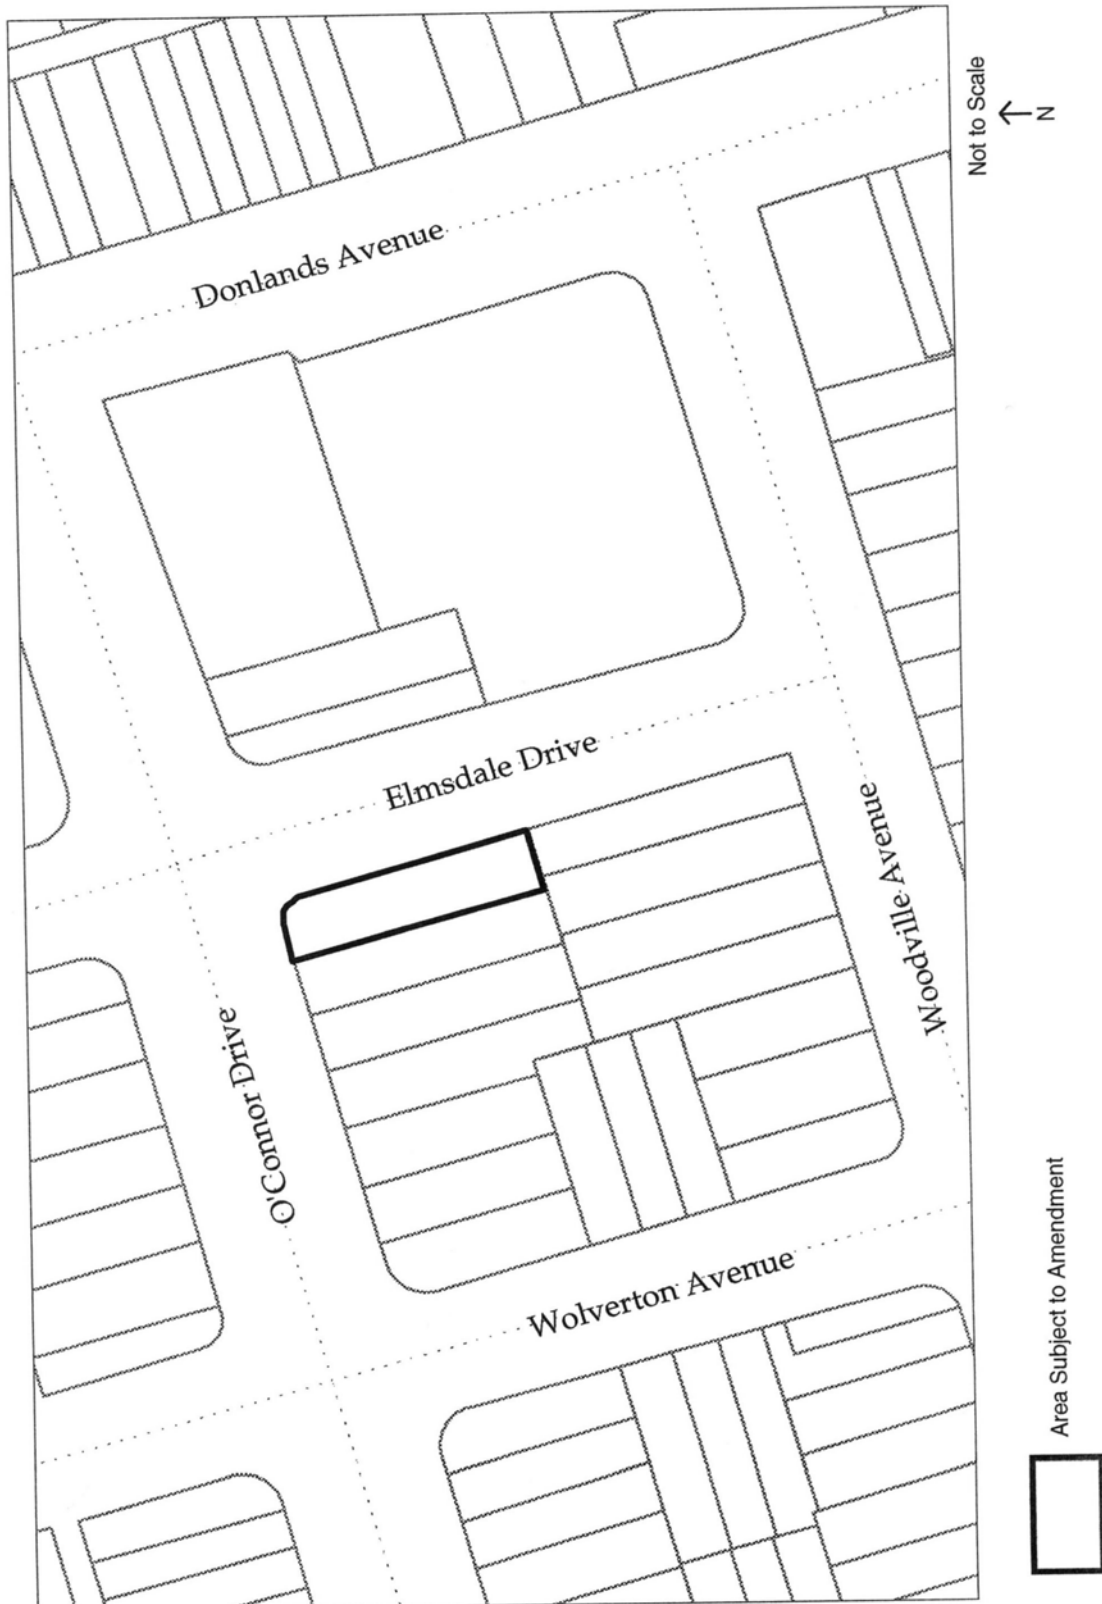 Donlands Avenue
Elmsdale Drive
O'Connor Drive
Woodville Avenue
Wolverton Avenue
Not to Scale
N
Area Subject to Amendment